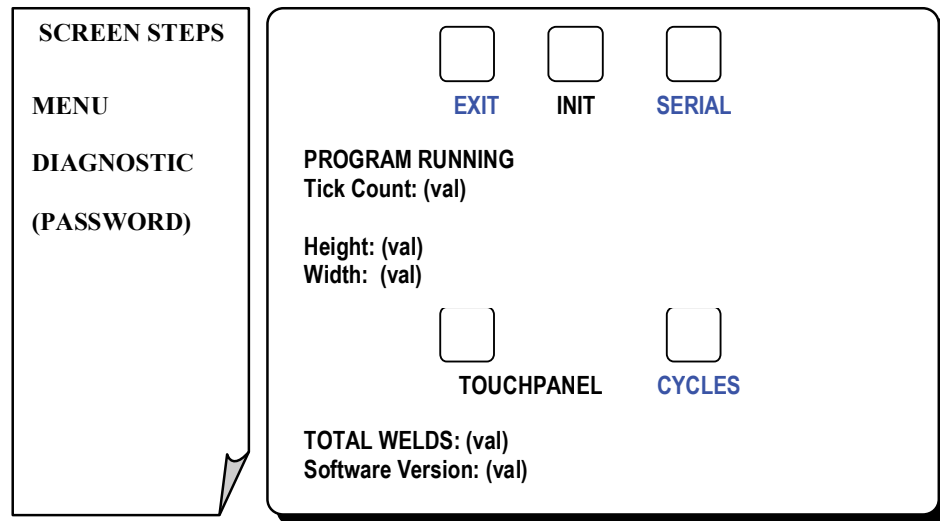 SCREEN STEPS
MENU
DIAGNOSTIC
(PASSWORD)
EXIT INIT SERIAL
PROGRAM RUNNING
Tick Count: (val)
Height: (val)
Width: (val)
TOUCHPANEL CYCLES
TOTAL WELDS: (val)
Software Version: (val)